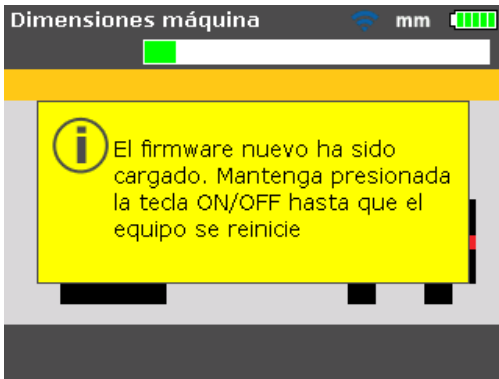 Dimensiones máquina mm
El firmware nuevo ha sido
cargado. Mantenga presionada
la tecla ON/OFF hasta que el
equipo se reinicie